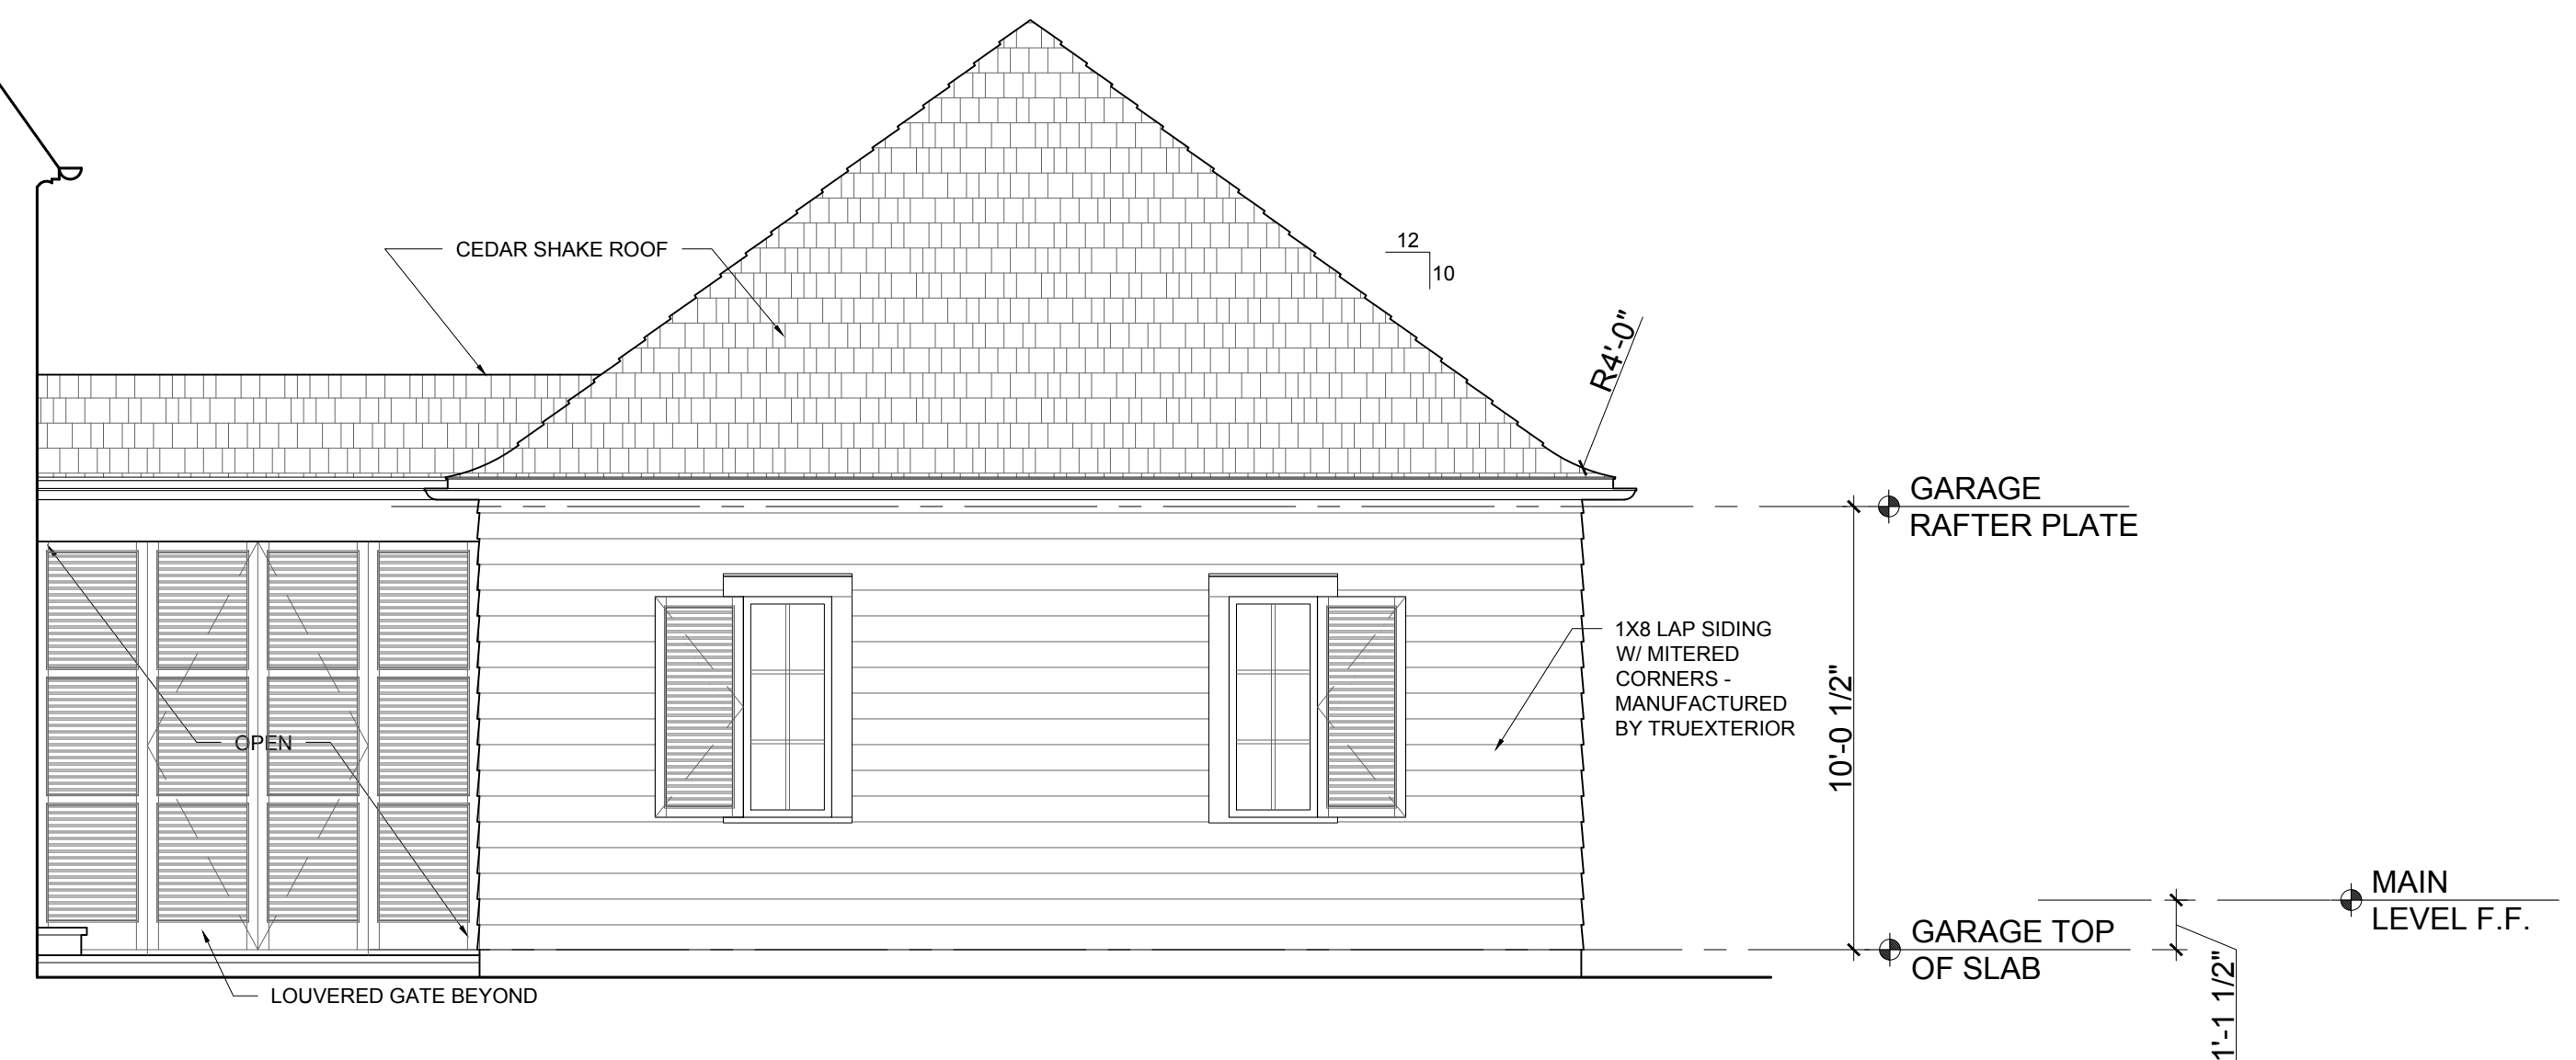 CEDAR SHAKE ROOF
12
10
R4'-0"
GARAGE
RAFTER PLATE
1X8 LAP SIDING
W/ MITERED
CORNERS -
MANUFACTURED
BY TRUEXTERIOR
10'-0 1/2"
OPEN
MAIN
LEVEL F.F.
GARAGE TOP
OF SLAB
1'-1 1/2"
LOUVERED GATE BEYOND